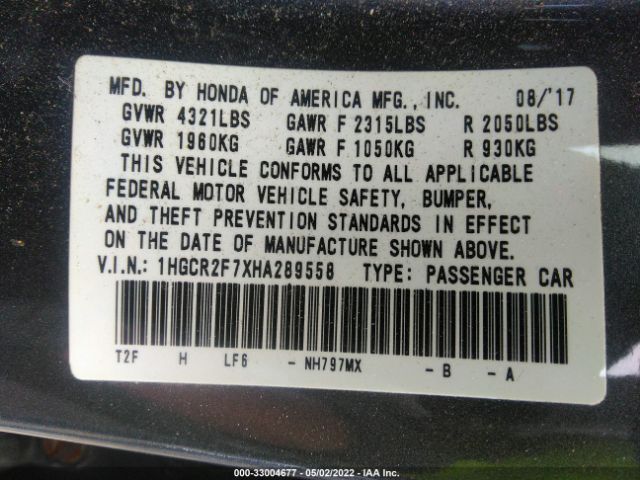 MFD. BY HONDA OF AMERICA MFG., INC. 08/'17
GVWR 4321LBS GAWR F 2315LBS R 2050LBS
GVWR 1960KG GAWR F 1050KG R 930KG
THIS VEHICLE CONFORMS TO ALL APPLICABLE
FEDERAL MOTOR VEHICLE SAFETY, BUMPER,
AND THEFT PREVENTION STANDARDS IN EFFECT
ON THE DATE OF MANUFACTURE SHOWN ABOVE.
V.I.N.: 1HGCR2F7XHA289558 TYPE: PASSENGER CAR
T2F H LF6 -NH797MX -B -A
000-33004677 - 05/02/2022 - IAA Inc.